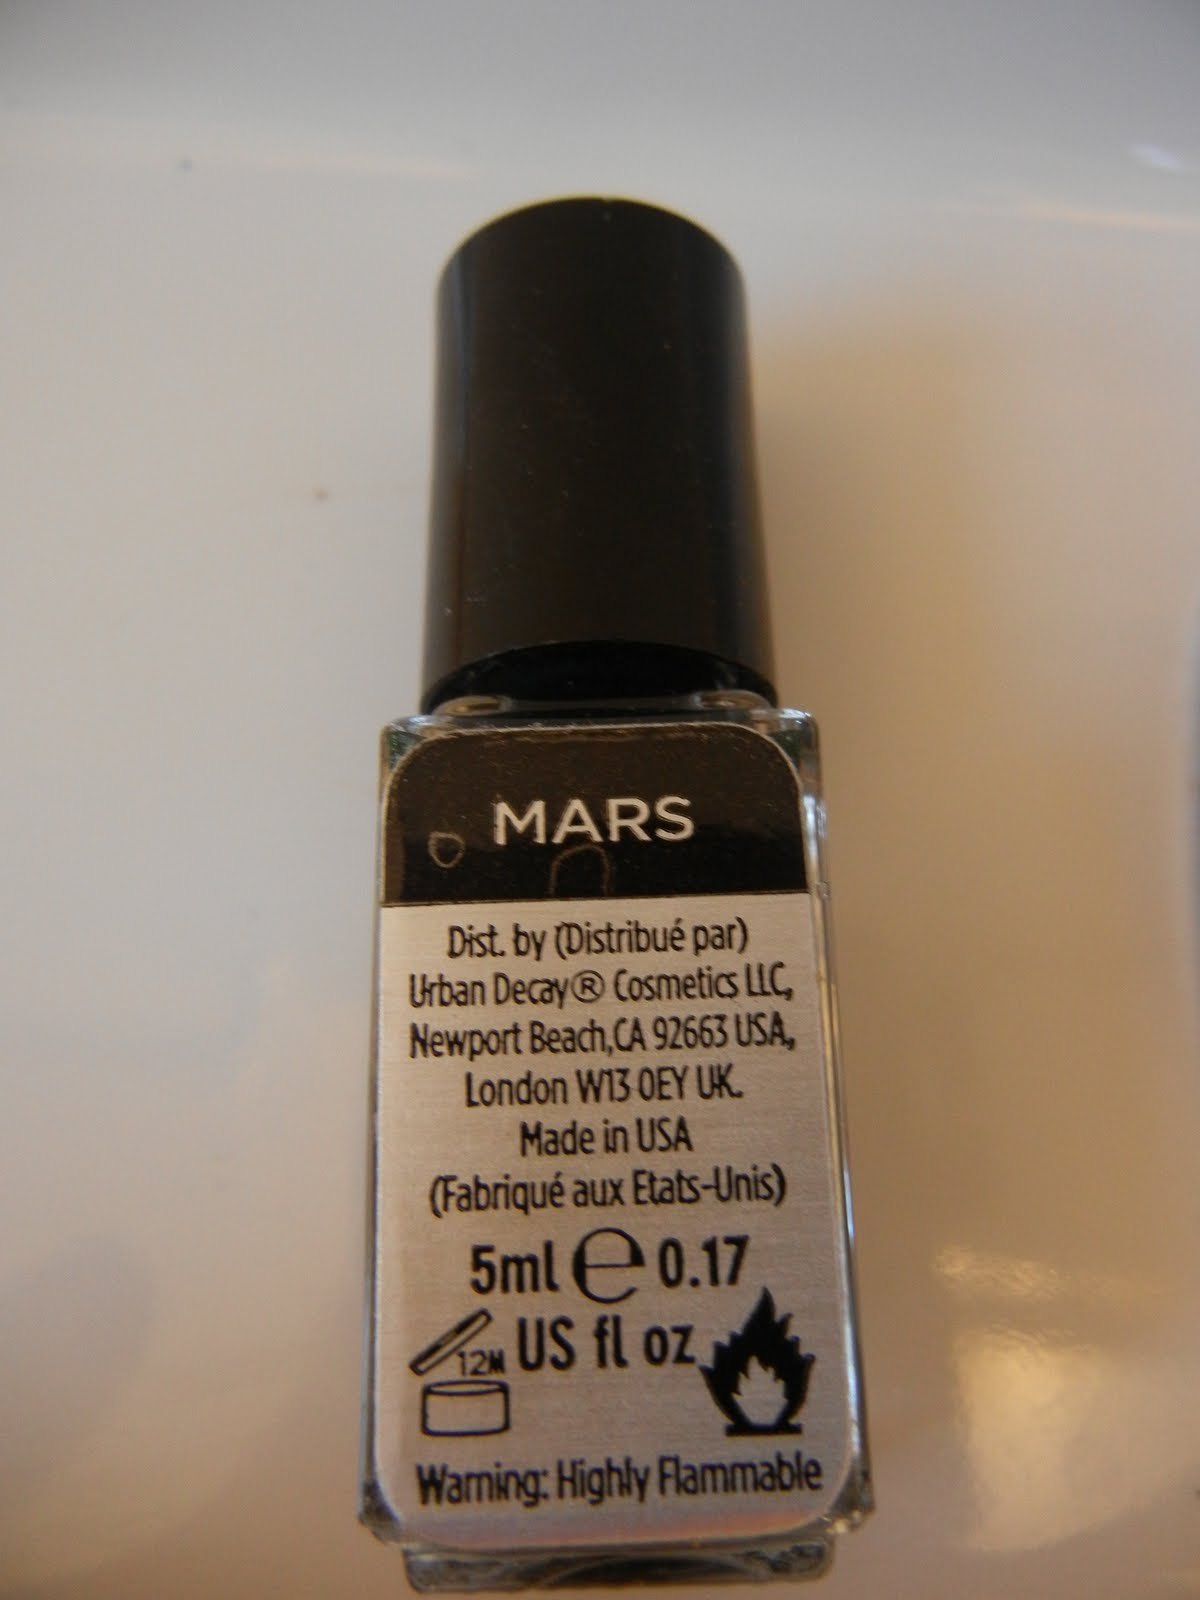 MARS
Dist. by (Distribué par)
Urban Decay® Cosmetics LLC,
Newport Beach,CA 92663 USA,
London W13 0EY UK.
Made in USA
(Fabriqué aux Etats-Unis)
5ml ℮ 0.17
US fl oz
12M
Warning: Highly Flammable